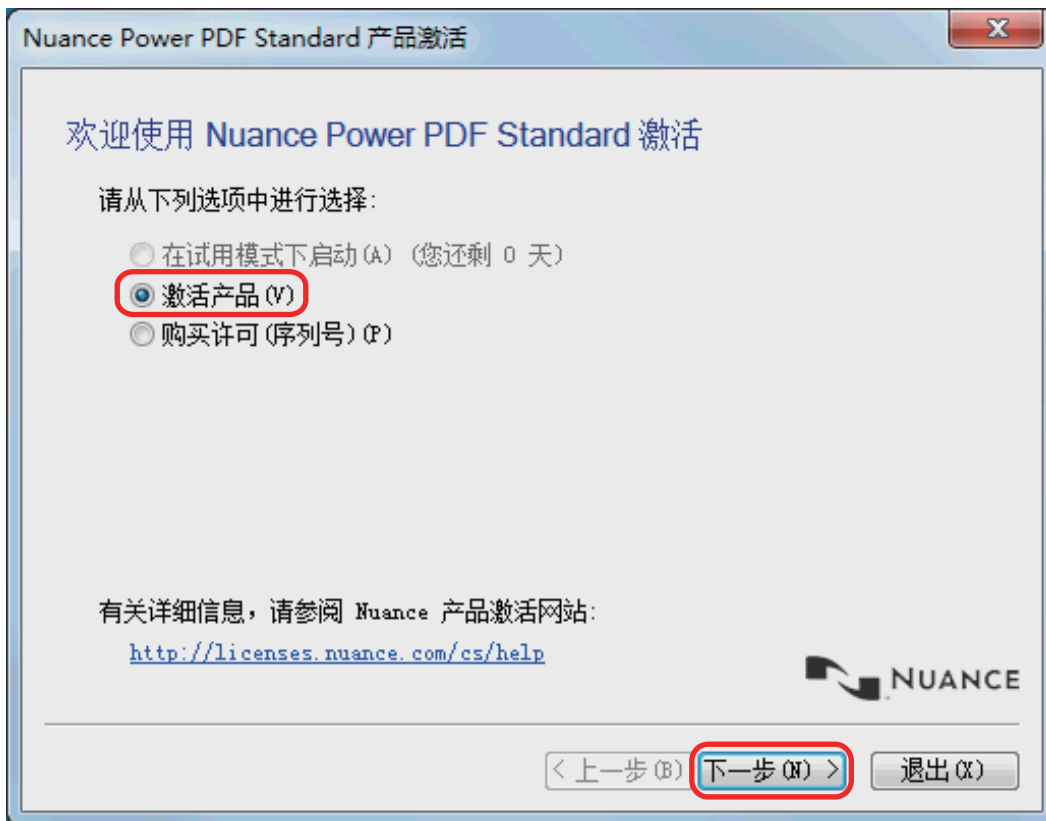 Nuance Power PDF Standard 产品激活
欢迎使用 Nuance Power PDF Standard 激活
请从下列选项中进行选择:
在试用模式下启动(A) (您还剩 0 天)
激活产品(V)
购买许可(序列号)(P)
有关详细信息，请参阅 Nuance 产品激活网站:
http://licenses.nuance.com/cs/help
NUANCE
< 上一步(B) 下一步(N) > 退出(X)